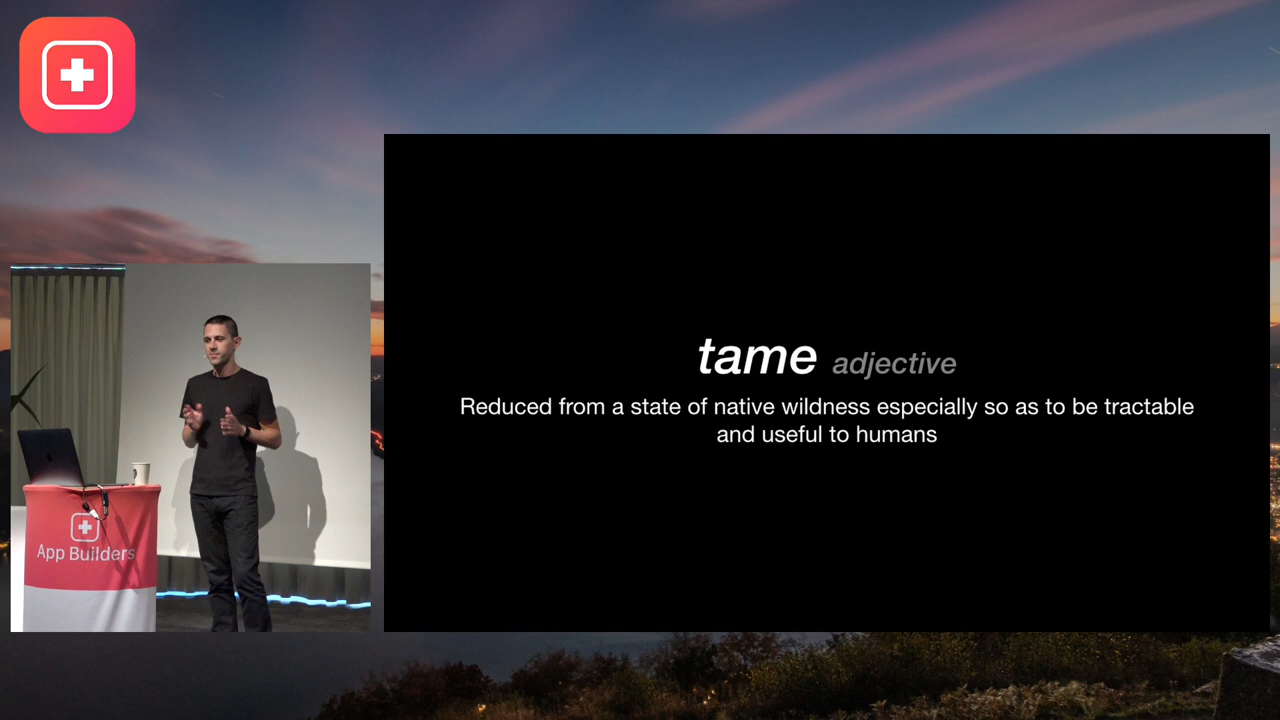 tame adjective
Reduced from a state of native wildness especially so as to be tractable
and useful to humans
App Builders